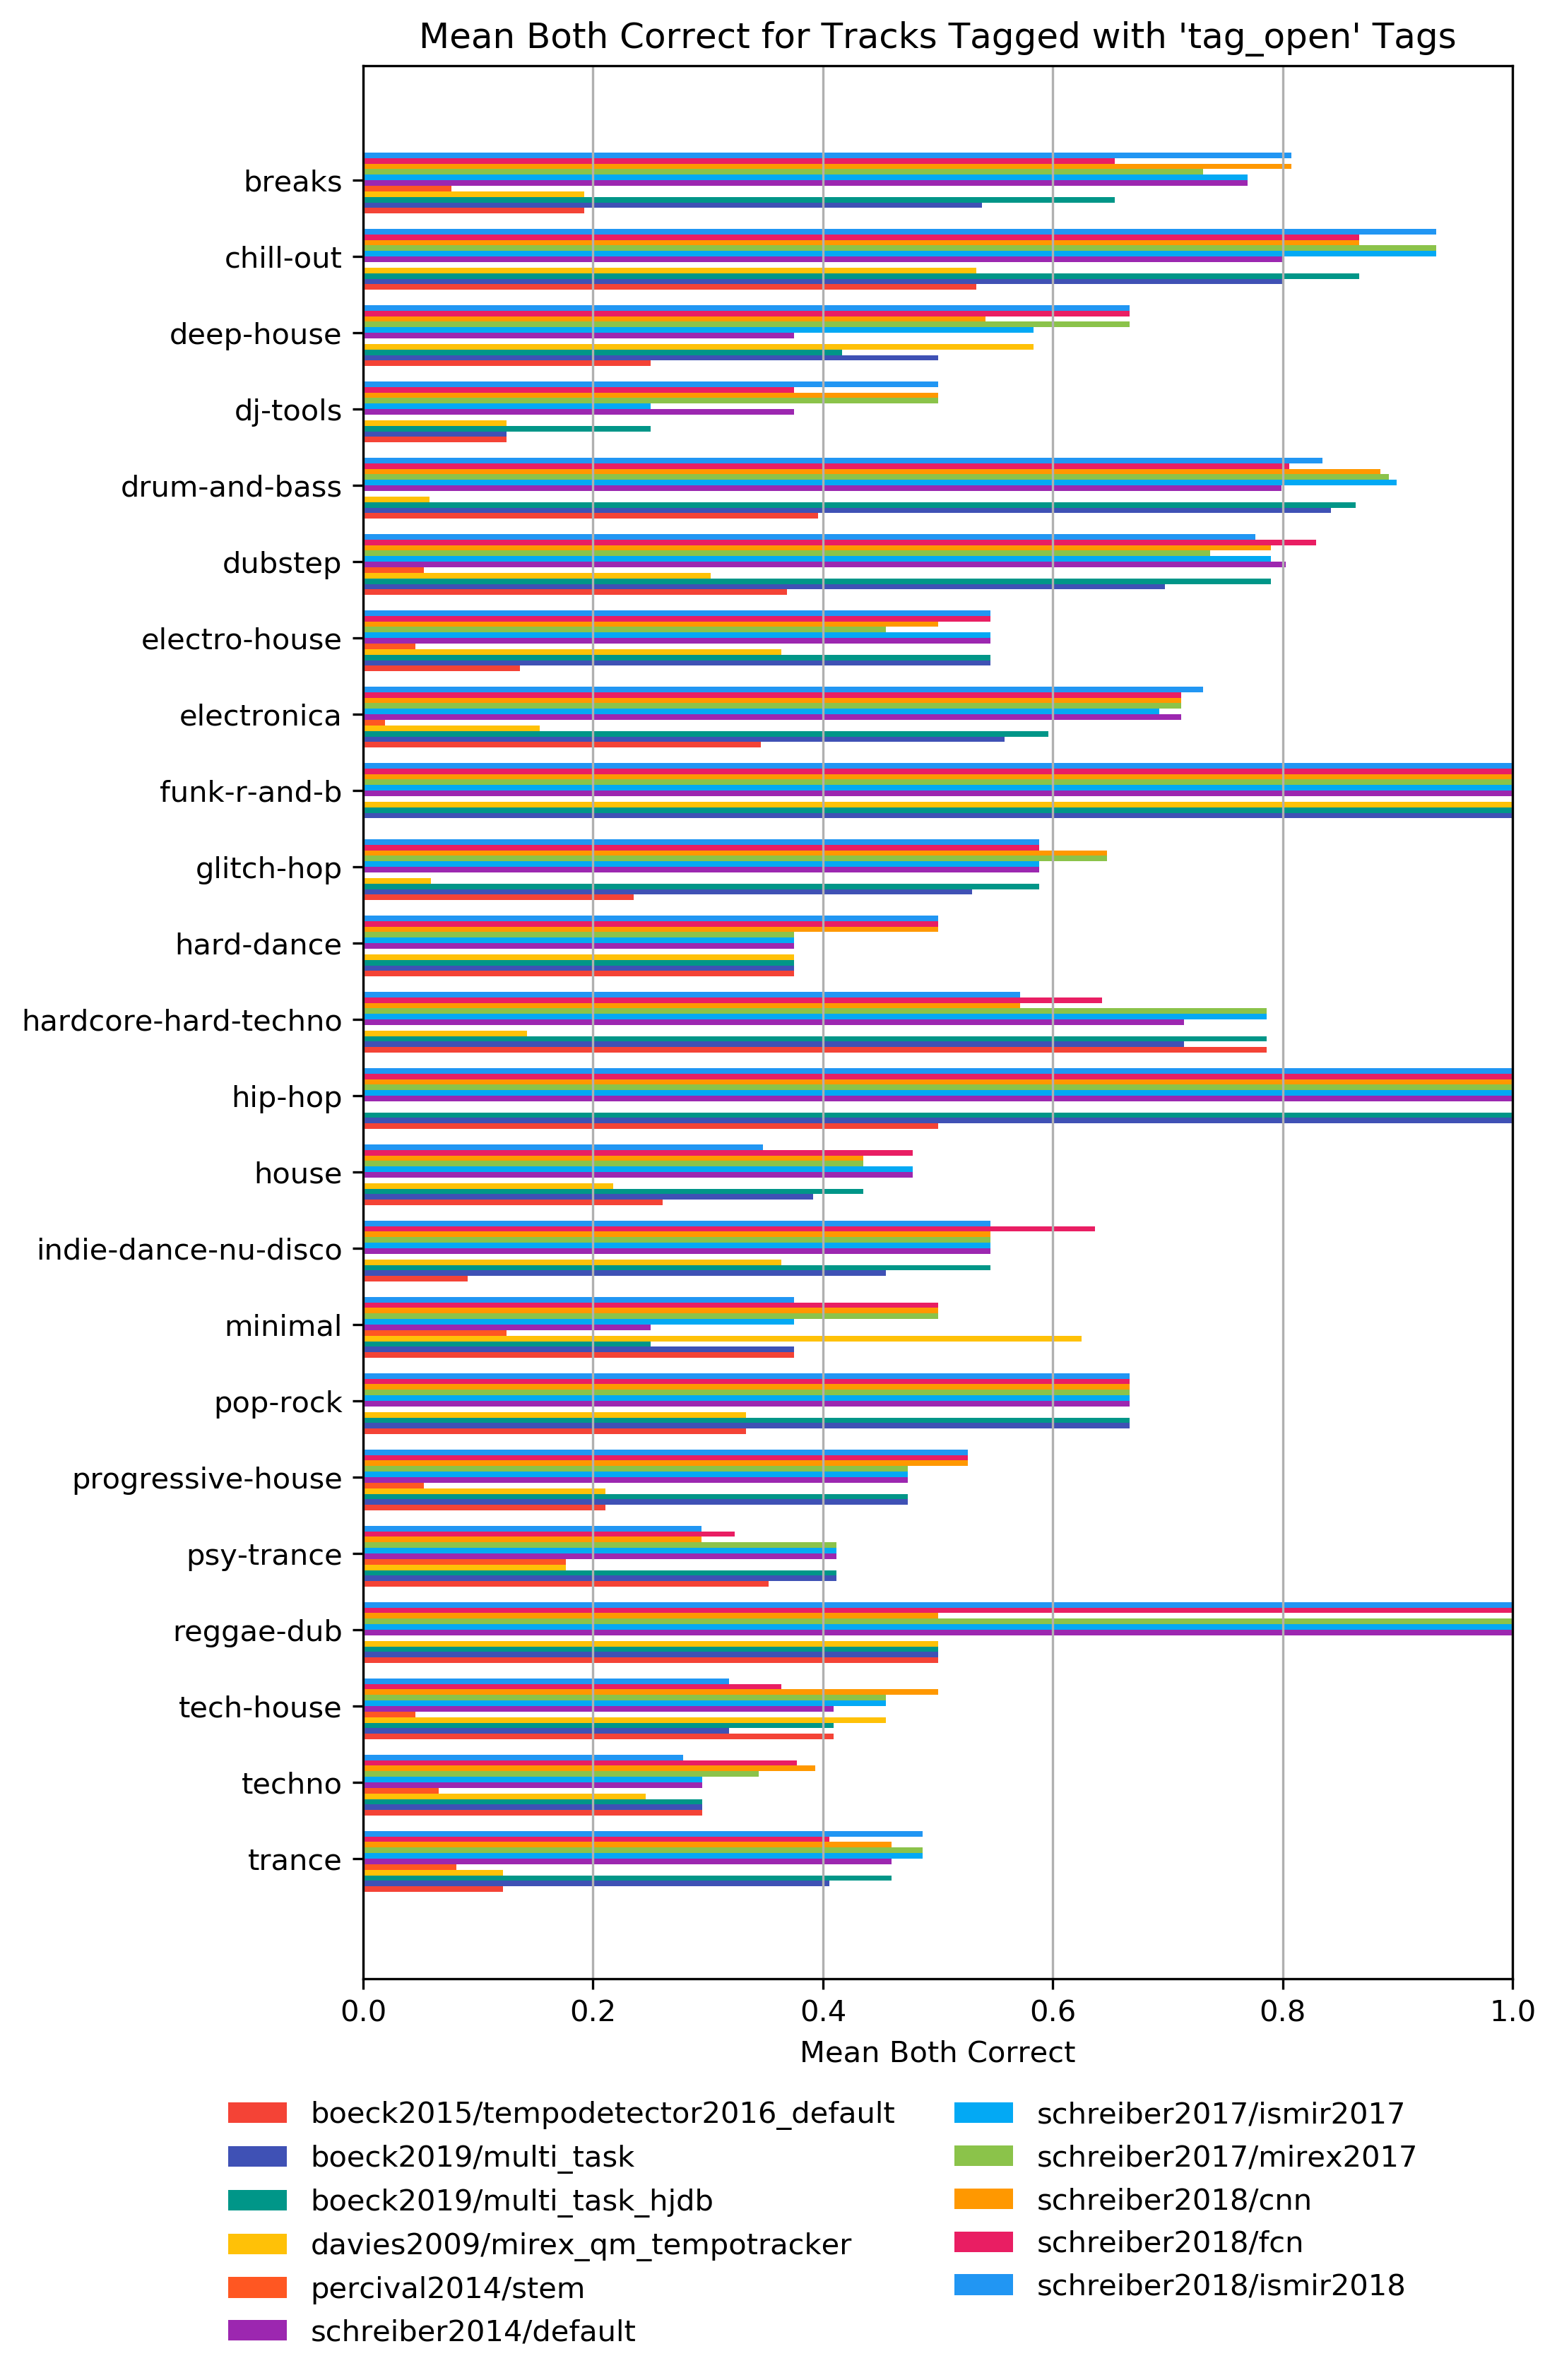 Mean Both Correct for Tracks Tagged with 'tag_open' Tags
breaks
chill-out
deep-house
dj-tools
drum-and-bass
dubstep
electro-house
electronica
funk-r-and-b
glitch-hop
hard-dance
hardcore-hard-techno
hip-hop
house
indie-dance-nu-disco
minimal
pop-rock
progressive-house
psy-trance
reggae-dub
tech-house
techno
trance
0.0 0.2 0.4 0.6 0.8 1.0
Mean Both Correct
boeck2015/tempodetector2016_default
boeck2019/multi_task
boeck2019/multi_task_hjdb
davies2009/mirex_qm_tempotracker
percival2014/stem
schreiber2014/default
schreiber2017/ismir2017
schreiber2017/mirex2017
schreiber2018/cnn
schreiber2018/fcn
schreiber2018/ismir2018